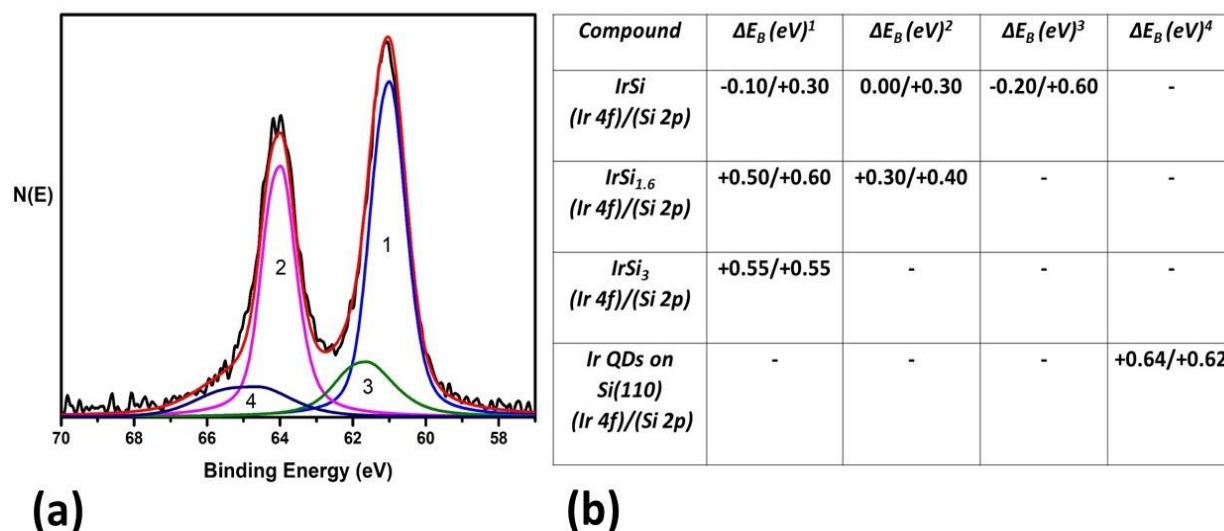 N(E)
1
2
3
4
70 68 66 64 62 60 58
Binding Energy (eV)
(a)
Compound ΔE_B (eV)¹ ΔE_B (eV)² ΔE_B (eV)³ ΔE_B (eV)⁴
IrSi -0.10/+0.30 0.00/+0.30 -0.20/+0.60 -
(Ir 4f)/(Si 2p)
IrSi₁.₆ +0.50/+0.60 +0.30/+0.40 - -
(Ir 4f)/(Si 2p)
IrSi₃ +0.55/+0.55 - - -
(Ir 4f)/(Si 2p)
Ir QDs on - - - +0.64/+0.62
Si(110)
(Ir 4f)/(Si 2p)
(b)